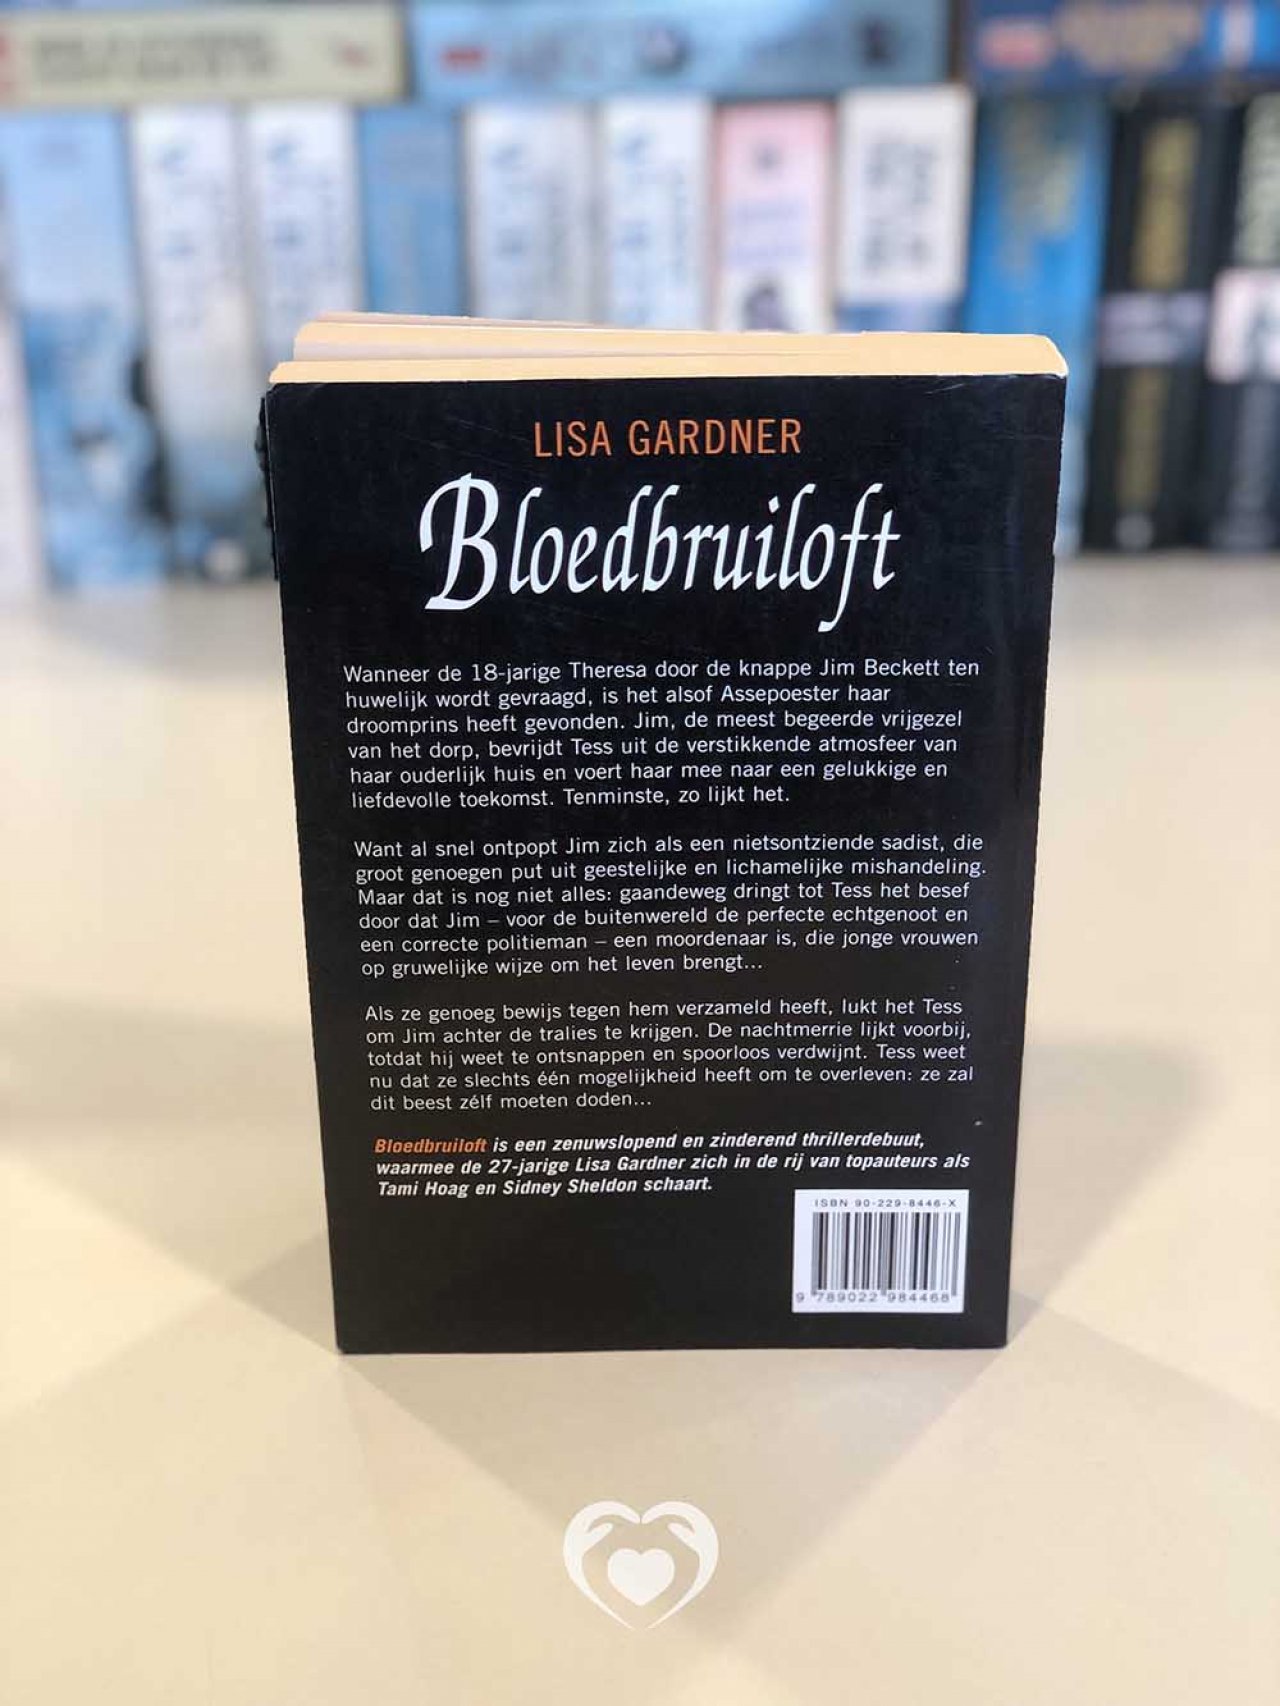 LISA GARDNER
Bloedbruiloft
Wanneer de 18-jarige Theresa door de knappe Jim Beckett ten
huwelijk wordt gevraagd, is het alsof Assepoester haar
droomprins heeft gevonden. Jim, de meest begeerde vrijgezel
van het dorp, bevrijdt Tess uit de verstikkende atmosfeer van
haar ouderlijk huis en voert haar mee naar een gelukkige en
liefdevolle toekomst. Tenminste, zo lijkt het.
Want al snel ontpopt Jim zich als een nietsontziende sadist, die
groot genoegen put uit geestelijke en lichamelijke mishandeling.
Maar dat is nog niet alles: gaandeweg dringt tot Tess het besef
door dat Jim – voor de buitenwereld de perfecte echtgenoot en
een correcte politieman – een moordenaar is, die jonge vrouwen
op gruwelijke wijze om het leven brengt...
Als ze genoeg bewijs tegen hem verzameld heeft, lukt het Tess
om Jim achter de tralies te krijgen. De nachtmerrie lijkt voorbij,
totdat hij weet te ontsnappen en spoorloos verdwijnt. Tess weet
nu dat ze slechts één mogelijkheid heeft om te overleven: ze zal
dit beest zélf moeten doden...
Bloedbruiloft is een zenuwslopend en zinderend thrillerdebuut,
waarmee de 27-jarige Lisa Gardner zich in de rij van topauteurs als
Tami Hoag en Sidney Sheldon schaart.
ISBN 90-229-8446-X
9 789022 984468